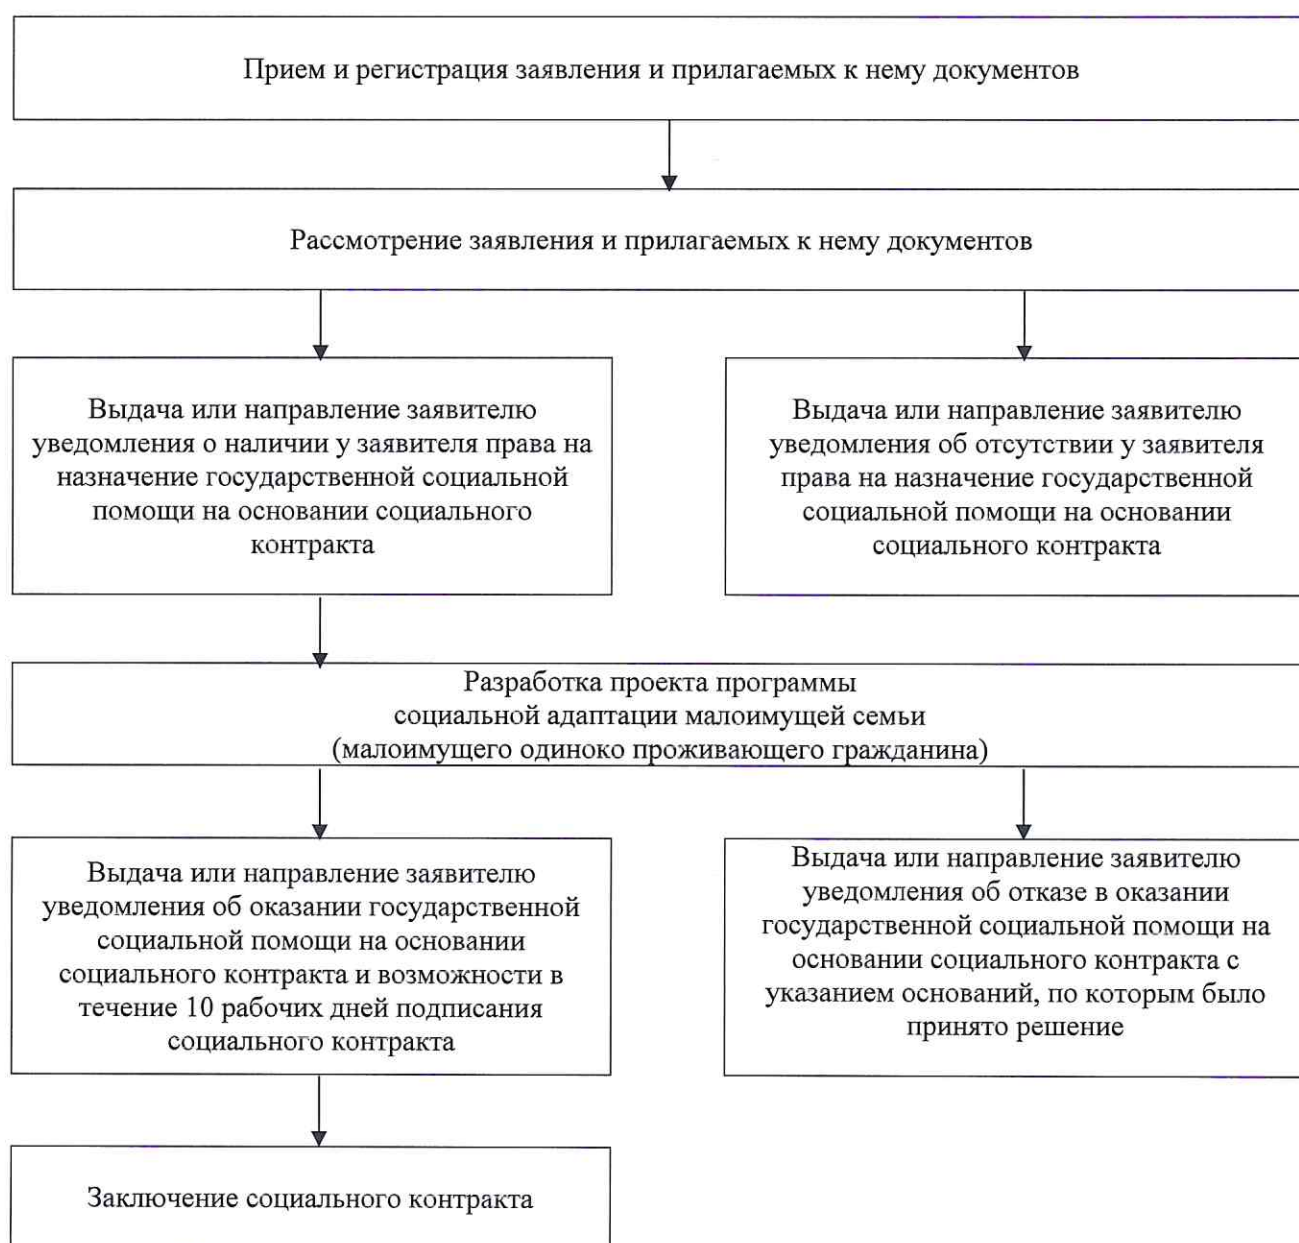 Прием и регистрация заявления и прилагаемых к нему документов
Рассмотрение заявления и прилагаемых к нему документов
Выдача или направление заявителю
уведомления о наличии у заявителя права на
назначение государственной социальной
помощи на основании социального
контракта
Выдача или направление заявителю
уведомления об отсутствии у заявителя
права на назначение государственной
социальной помощи на основании
социального контракта
Разработка проекта программы
социальной адаптации малоимущей семьи
(малоимущего одиноко проживающего гражданина)
Выдача или направление заявителю
уведомления об оказании государственной
социальной помощи на основании
социального контракта и возможности в
течение 10 рабочих дней подписания
социального контракта
Выдача или направление заявителю
уведомления об отказе в оказании
государственной социальной помощи на
основании социального контракта с
указанием оснований, по которым было
принято решение
Заключение социального контракта